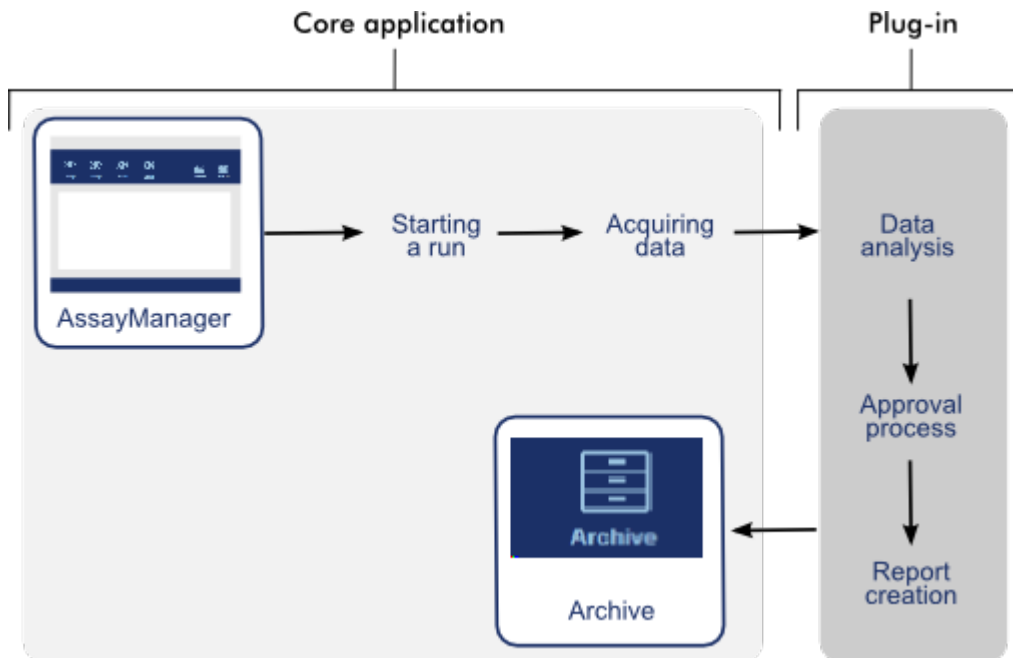 Core application
Plug-in
AssayManager
Starting
a run
Acquiring
data
Data
analysis
Approval
process
Archive
Archive
Report
creation